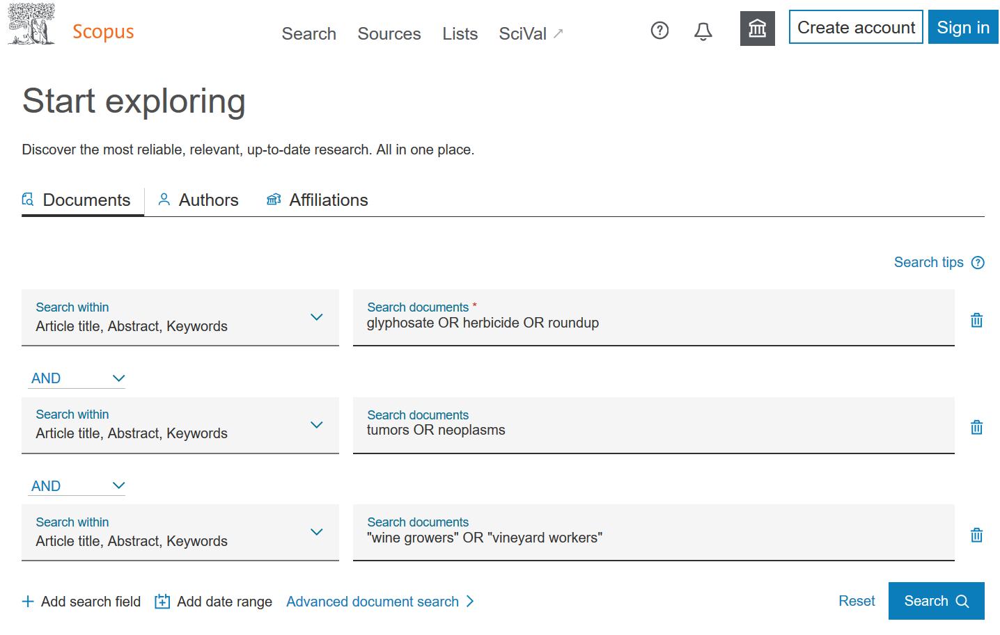 Scopus
Search Sources Lists SciVal ↗
Create account Sign in
Start exploring
Discover the most reliable, relevant, up-to-date research. All in one place.
Documents Authors Affiliations
Search tips
Search within
Article title, Abstract, Keywords
Search documents *
glyphosate OR herbicide OR roundup
AND
Search within
Article title, Abstract, Keywords
Search documents
tumors OR neoplasms
AND
Search within
Article title, Abstract, Keywords
Search documents
"wine growers" OR "vineyard workers"
+ Add search field Add date range Advanced document search >
Reset Search